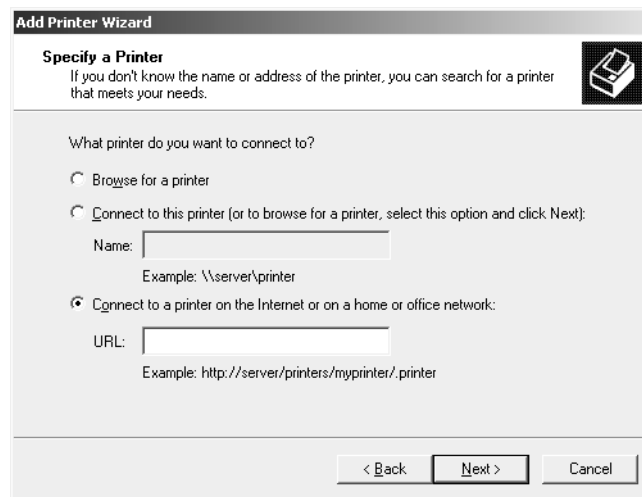 Add Printer Wizard
Specify a Printer
If you don't know the name or address of the printer, you can search for a printer
that meets your needs.
What printer do you want to connect to?
Browse for a printer
Connect to this printer (or to browse for a printer, select this option and click Next):
Name:
Example: \\server\printer
Connect to a printer on the Internet or on a home or office network:
URL:
Example: http://server/printers/myprinter/.printer
< Back Next > Cancel